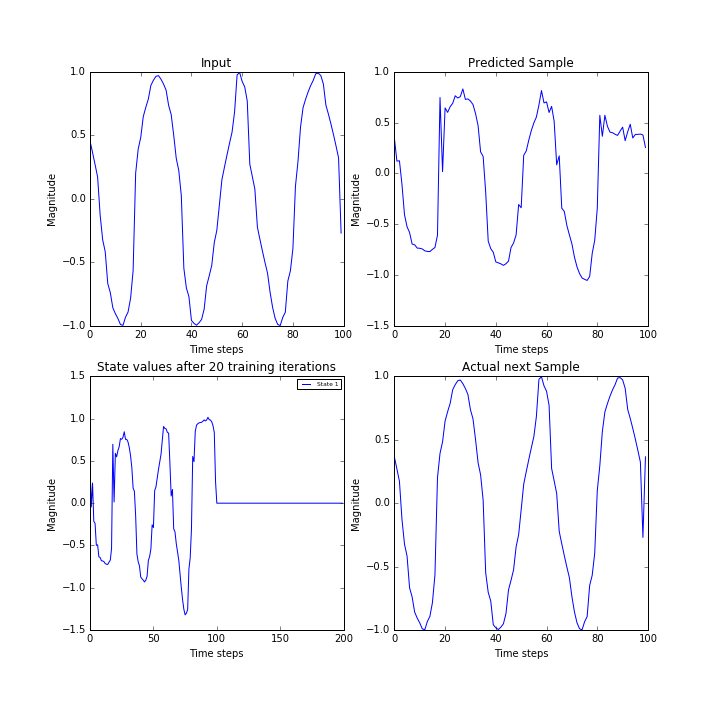 Input
Magnitude
1.0
0.5
0.0
−0.5
−1.0
0 20 40 60 80 100
Time steps
Predicted Sample
Magnitude
1.0
0.5
0.0
−0.5
−1.0
−1.5
0 20 40 60 80 100
Time steps
State values after 20 training iterations
Magnitude
1.5
1.0
0.5
0.0
−0.5
−1.0
−1.5
0 50 100 150 200
Time steps
State 1
Actual next Sample
Magnitude
1.0
0.5
0.0
−0.5
−1.0
0 20 40 60 80 100
Time steps